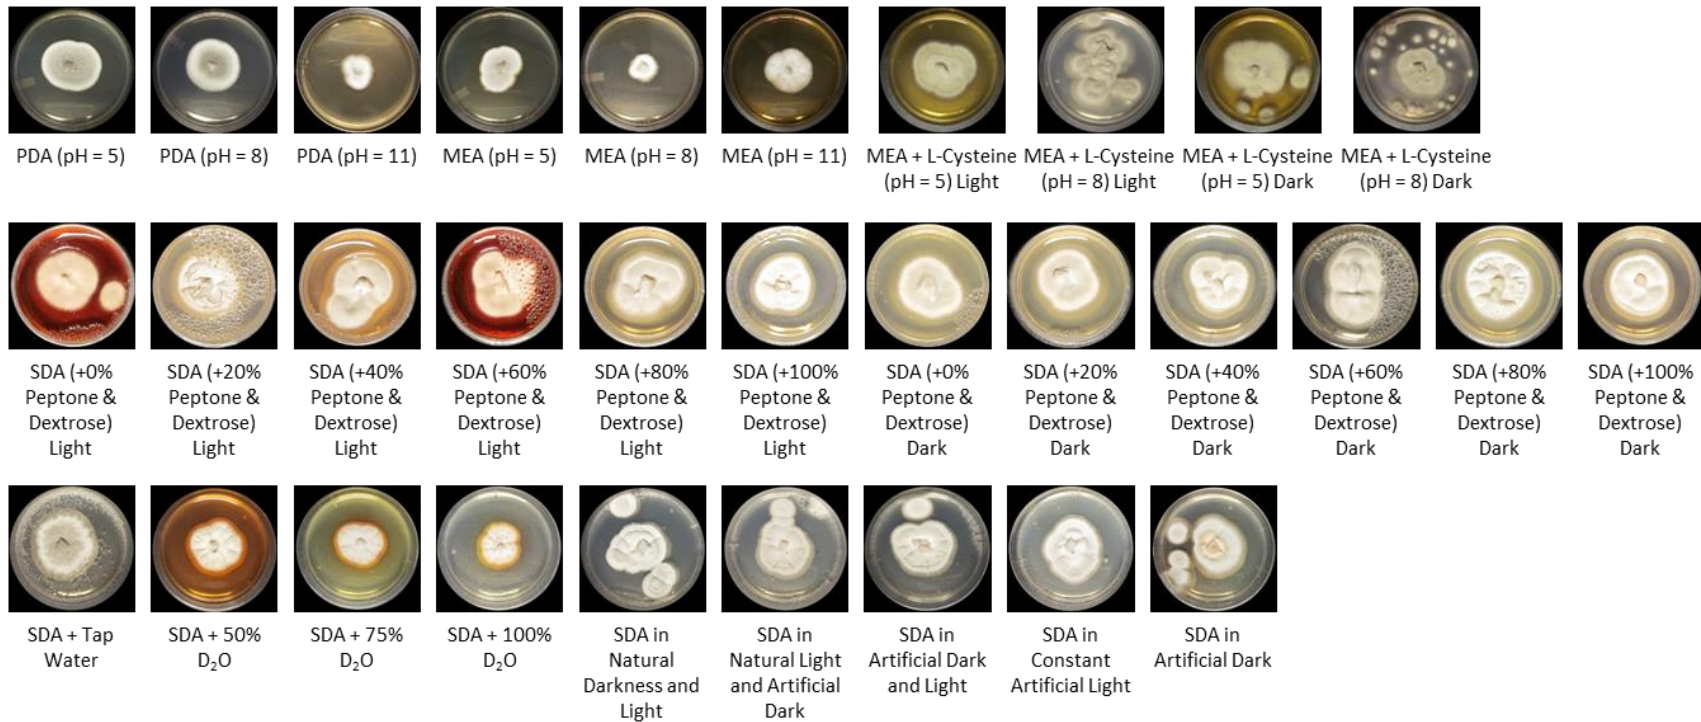 PDA (pH = 5)
PDA (pH = 8)
PDA (pH = 11)
MEA (pH = 5)
MEA (pH = 8)
MEA (pH = 11)
MEA + L-Cysteine
(pH = 5) Light
MEA + L-Cysteine
(pH = 8) Light
MEA + L-Cysteine
(pH = 5) Dark
MEA + L-Cysteine
(pH = 8) Dark
SDA (+0%
Peptone &
Dextrose)
Light
SDA (+20%
Peptone &
Dextrose)
Light
SDA (+40%
Peptone &
Dextrose)
Light
SDA (+60%
Peptone &
Dextrose)
Light
SDA (+80%
Peptone &
Dextrose)
Light
SDA (+100%
Peptone &
Dextrose)
Light
SDA (+0%
Peptone &
Dextrose)
Dark
SDA (+20%
Peptone &
Dextrose)
Dark
SDA (+40%
Peptone &
Dextrose)
Dark
SDA (+60%
Peptone &
Dextrose)
Dark
SDA (+80%
Peptone &
Dextrose)
Dark
SDA (+100%
Peptone &
Dextrose)
Dark
SDA + Tap
Water
SDA + 50%
D₂O
SDA + 75%
D₂O
SDA + 100%
D₂O
SDA in
Natural
Darkness and
Light
SDA in
Natural Light
and Artificial
Dark
SDA in
Artificial Dark
and Light
SDA in
Constant
Artificial Light
SDA in
Artificial Dark